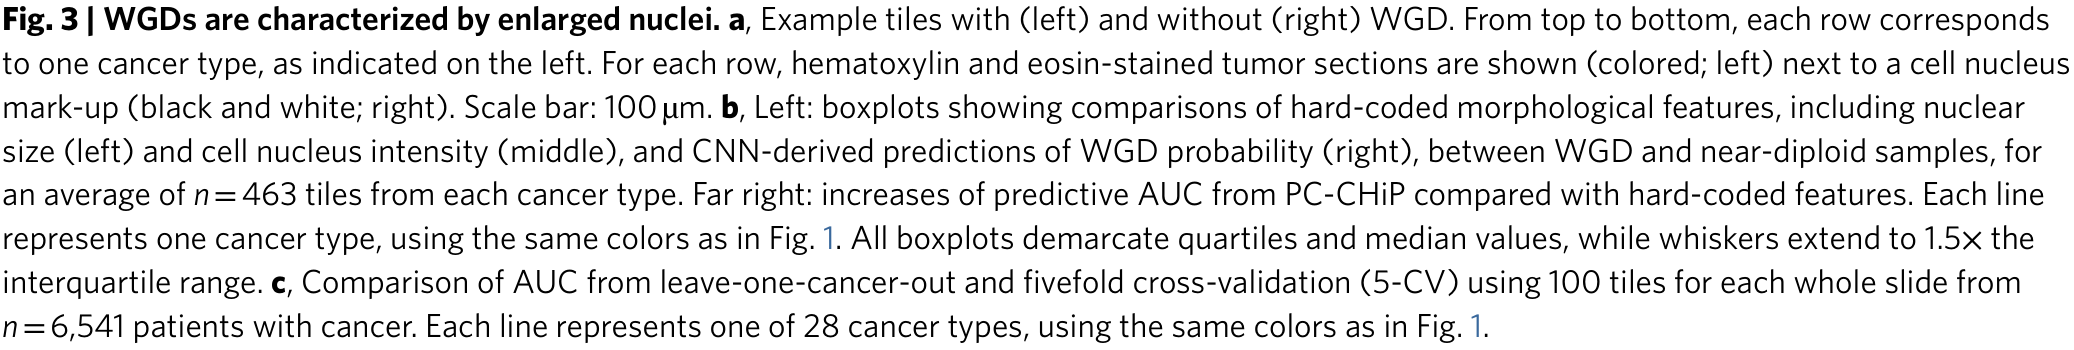 Fig. 3 | WGDs are characterized by enlarged nuclei. a, Example tiles with (left) and without (right) WGD. From top to bottom, each row corresponds
to one cancer type, as indicated on the left. For each row, hematoxylin and eosin-stained tumor sections are shown (colored; left) next to a cell nucleus
mark-up (black and white; right). Scale bar: 100 μm. b, Left: boxplots showing comparisons of hard-coded morphological features, including nuclear
size (left) and cell nucleus intensity (middle), and CNN-derived predictions of WGD probability (right), between WGD and near-diploid samples, for
an average of n = 463 tiles from each cancer type. Far right: increases of predictive AUC from PC-CHiP compared with hard-coded features. Each line
represents one cancer type, using the same colors as in Fig. 1. All boxplots demarcate quartiles and median values, while whiskers extend to 1.5× the
interquartile range. c, Comparison of AUC from leave-one-cancer-out and fivefold cross-validation (5-CV) using 100 tiles for each whole slide from
n = 6,541 patients with cancer. Each line represents one of 28 cancer types, using the same colors as in Fig. 1.